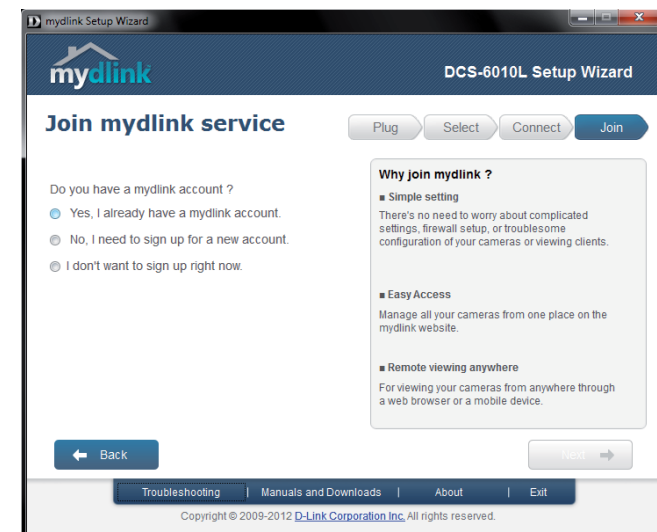 mydlink Setup Wizard
mydlink
DCS-6010L Setup Wizard
Join mydlink service
Plug
Select
Connect
Join
Do you have a mydlink account ?
Yes, I already have a mydlink account.
No, I need to sign up for a new account.
I don't want to sign up right now.
Why join mydlink ?
■ Simple setting
There's no need to worry about complicated
settings, firewall setup, or troublesome
configuration of your cameras or viewing clients.
■ Easy Access
Manage all your cameras from one place on the
mydlink website.
■ Remote viewing anywhere
For viewing your cameras from anywhere through
a web browser or a mobile device.
Back
Next
Troubleshooting | Manuals and Downloads | About | Exit
Copyright © 2009-2012 D-Link Corporation Inc. All rights reserved.